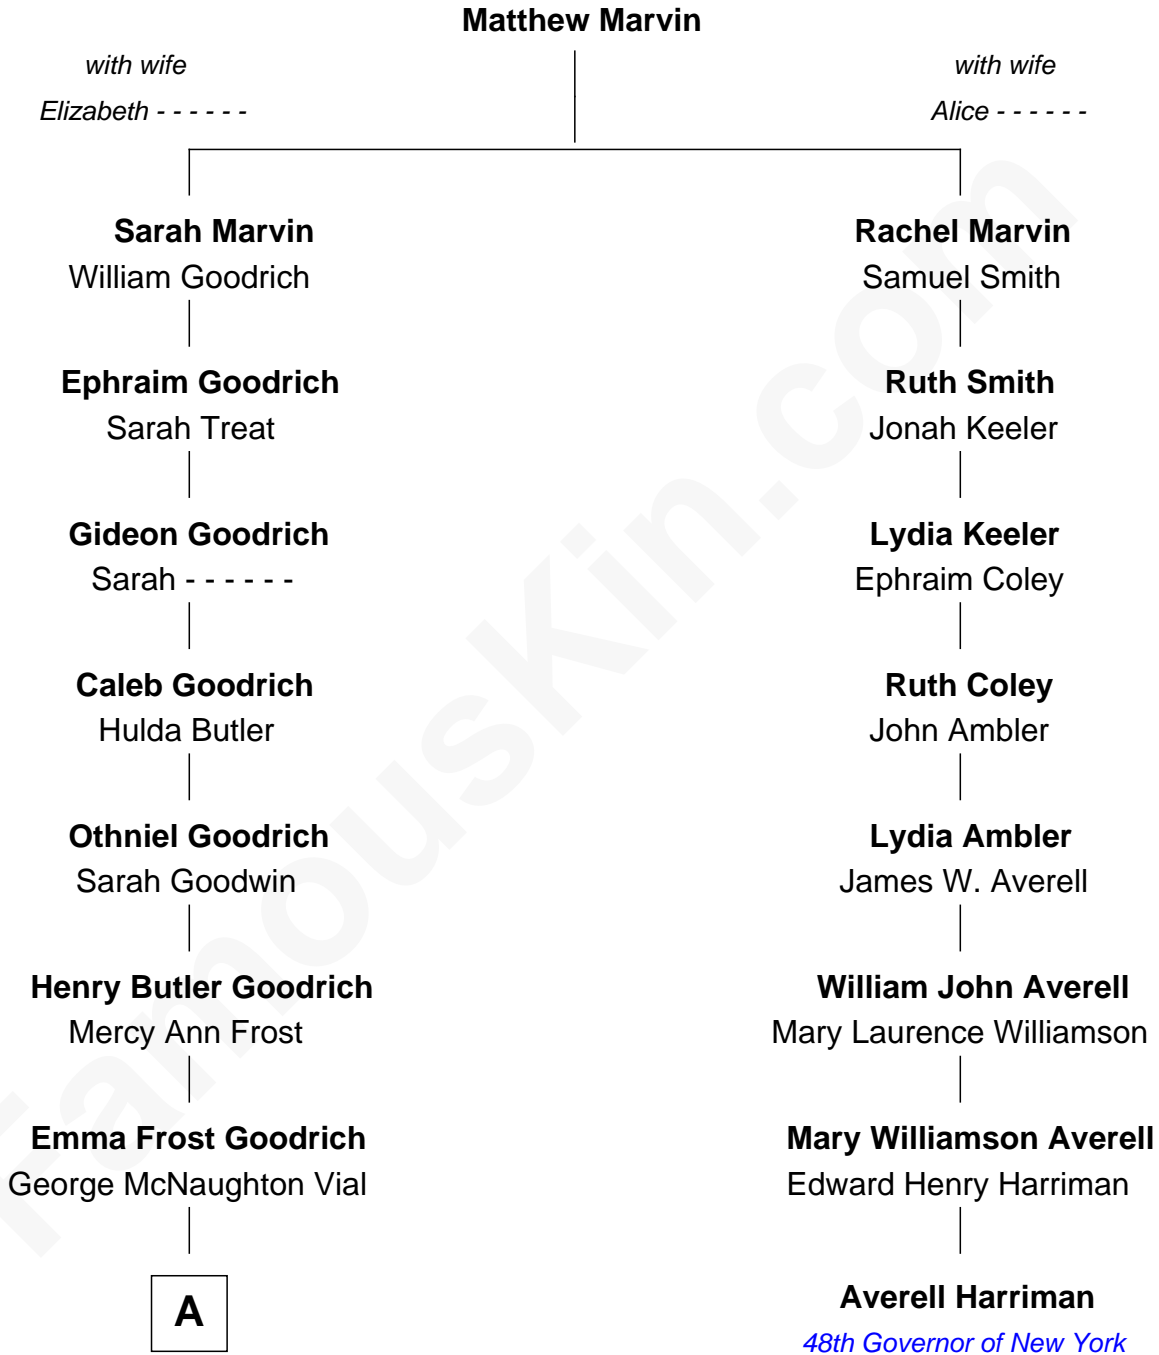 Matthew Marvin
with wife
Elizabeth - - - - - -
with wife
Alice - - - - - -
Sarah Marvin
William Goodrich
Ephraim Goodrich
Sarah Treat
Gideon Goodrich
Sarah - - - - - -
Caleb Goodrich
Hulda Butler
Othniel Goodrich
Sarah Goodwin
Henry Butler Goodrich
Mercy Ann Frost
Emma Frost Goodrich
George McNaughton Vial
A
Rachel Marvin
Samuel Smith
Ruth Smith
Jonah Keeler
Lydia Keeler
Ephraim Coley
Ruth Coley
John Ambler
Lydia Ambler
James W. Averell
William John Averell
Mary Laurence Williamson
Mary Williamson Averell
Edward Henry Harriman
Averell Harriman
48th Governor of New York
FamousKin.com